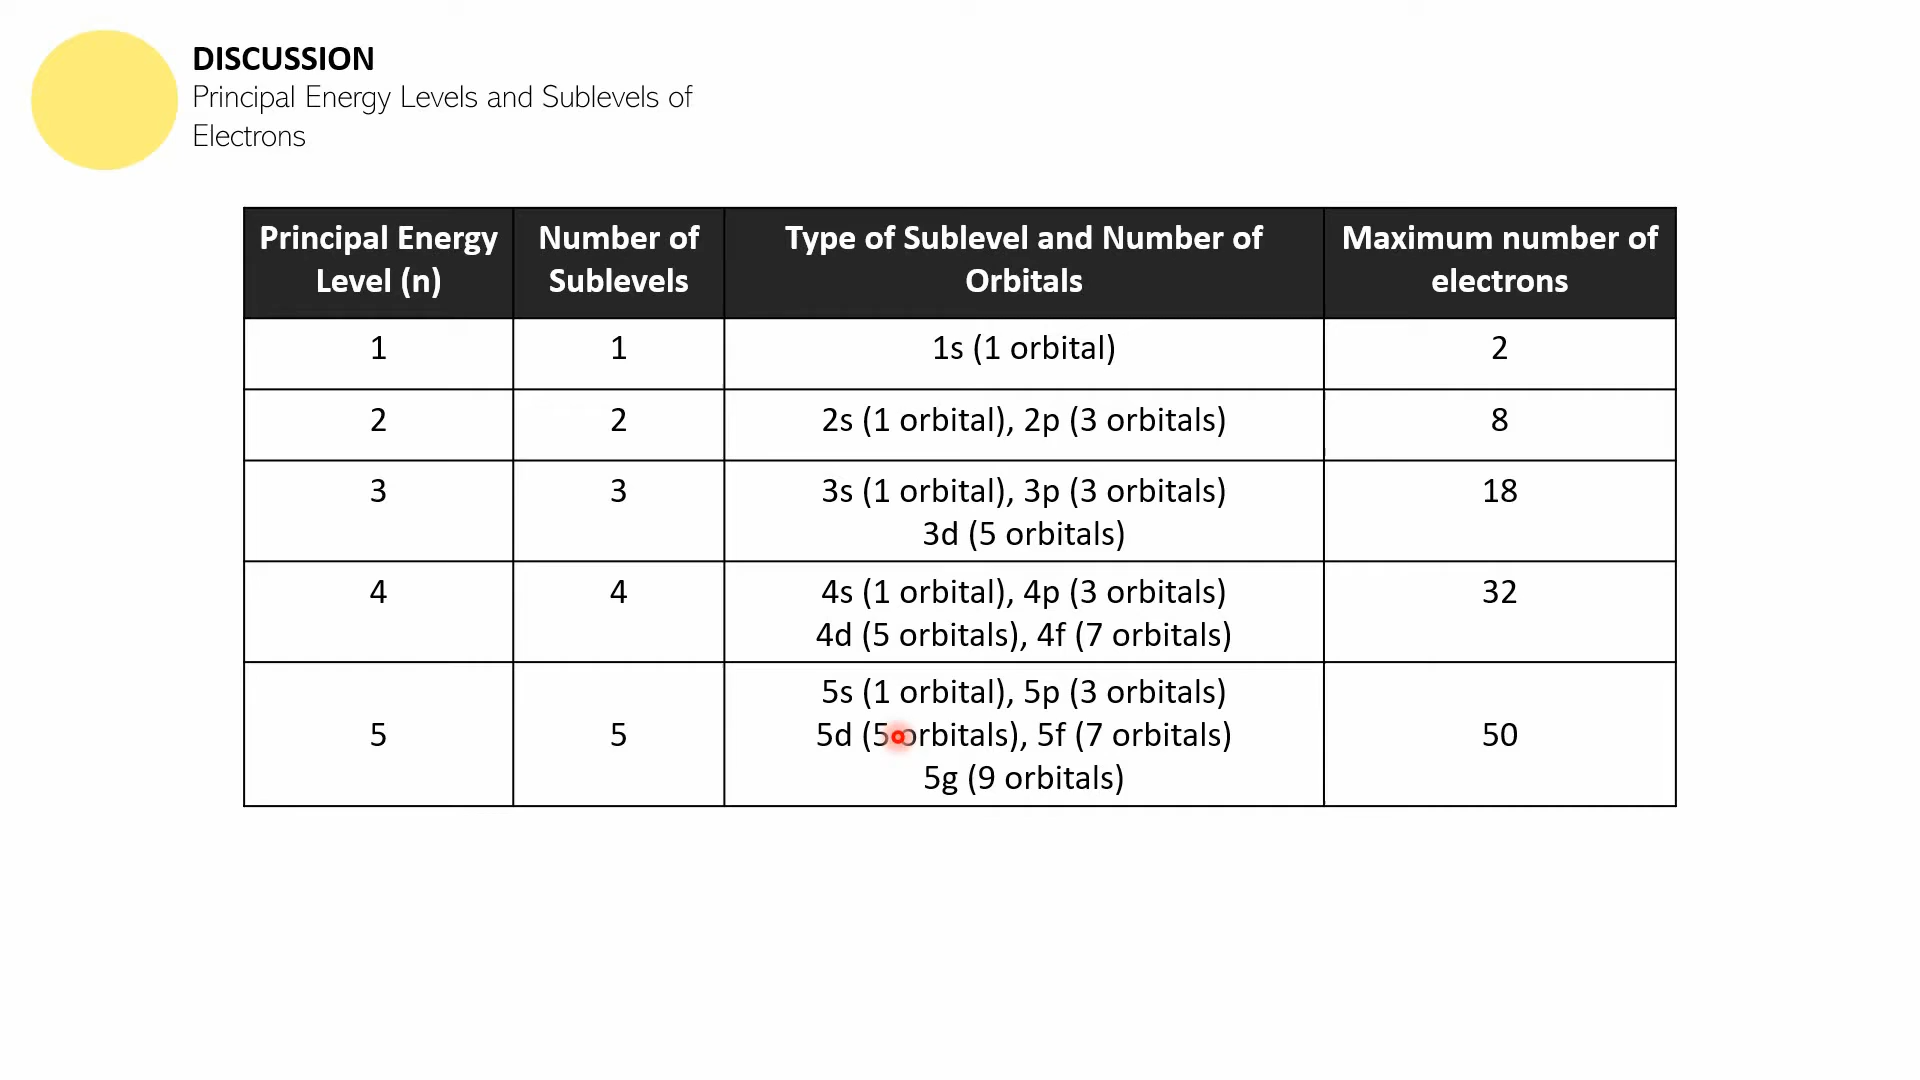 DISCUSSION
Principal Energy Levels and Sublevels of
Electrons
Principal Energy
Level (n)
Number of
Sublevels
Type of Sublevel and Number of
Orbitals
Maximum number of
electrons
1
1
1s (1 orbital)
2
2
2
2s (1 orbital), 2p (3 orbitals)
8
3
3
3s (1 orbital), 3p (3 orbitals)
3d (5 orbitals)
18
4
4
4s (1 orbital), 4p (3 orbitals)
4d (5 orbitals), 4f (7 orbitals)
32
5
5
5s (1 orbital), 5p (3 orbitals)
5d (5 orbitals), 5f (7 orbitals)
5g (9 orbitals)
50